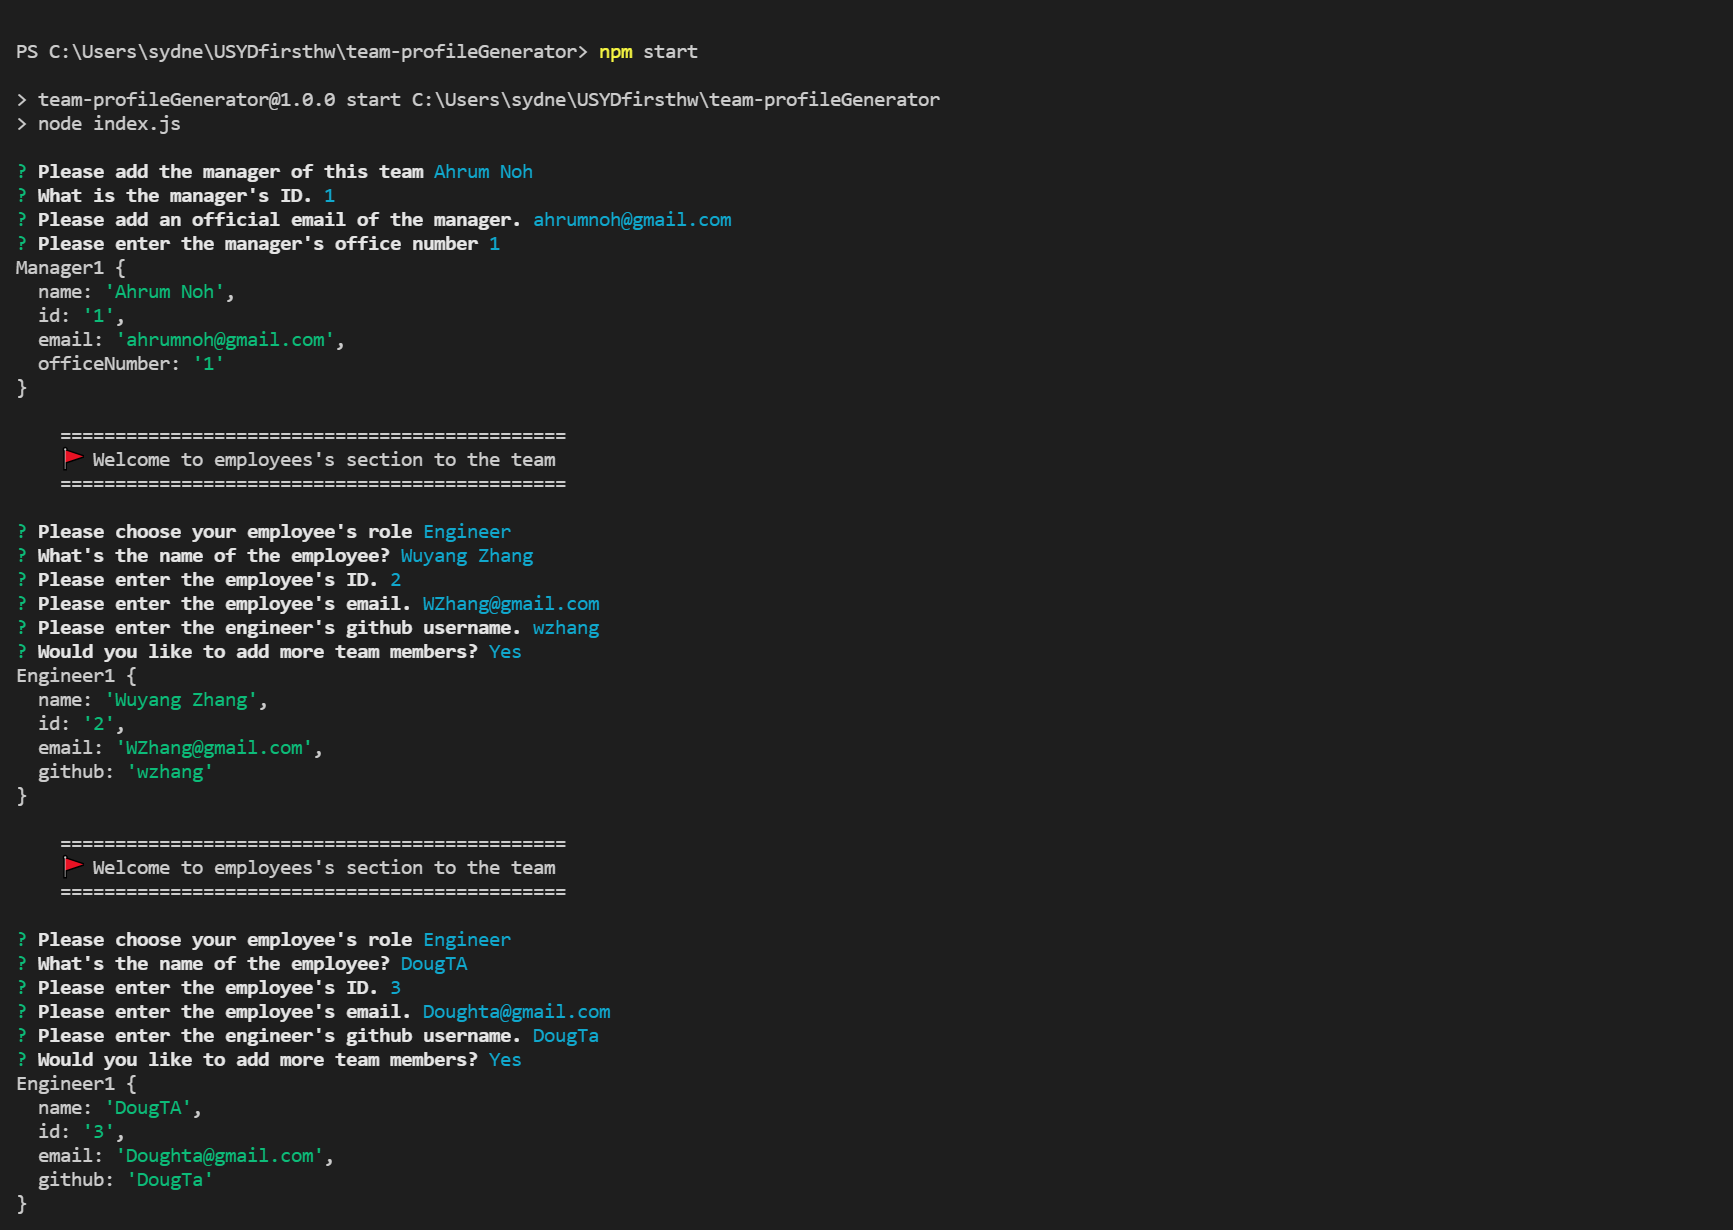 PS C:\Users\sydne\USYDfirsthw\team-profileGenerator> npm start
> team-profileGenerator@1.0.0 start C:\Users\sydne\USYDfirsthw\team-profileGenerator
> node index.js
? Please add the manager of this team Ahrum Noh
? What is the manager's ID. 1
? Please add an official email of the manager. ahrumnoh@gmail.com
? Please enter the manager's office number 1
Manager1 {
  name: 'Ahrum Noh',
  id: '1',
  email: 'ahrumnoh@gmail.com',
  officeNumber: '1'
}
==============================================
Welcome to employees's section to the team
==============================================
? Please choose your employee's role Engineer
? What's the name of the employee? Wuyang Zhang
? Please enter the employee's ID. 2
? Please enter the employee's email. WZhang@gmail.com
? Please enter the engineer's github username. wzhang
? Would you like to add more team members? Yes
Engineer1 {
  name: 'Wuyang Zhang',
  id: '2',
  email: 'WZhang@gmail.com',
  github: 'wzhang'
}
==============================================
Welcome to employees's section to the team
==============================================
? Please choose your employee's role Engineer
? What's the name of the employee? DougTA
? Please enter the employee's ID. 3
? Please enter the employee's email. Doughta@gmail.com
? Please enter the engineer's github username. DougTa
? Would you like to add more team members? Yes
Engineer1 {
  name: 'DougTA',
  id: '3',
  email: 'Doughta@gmail.com',
  github: 'DougTa'
}